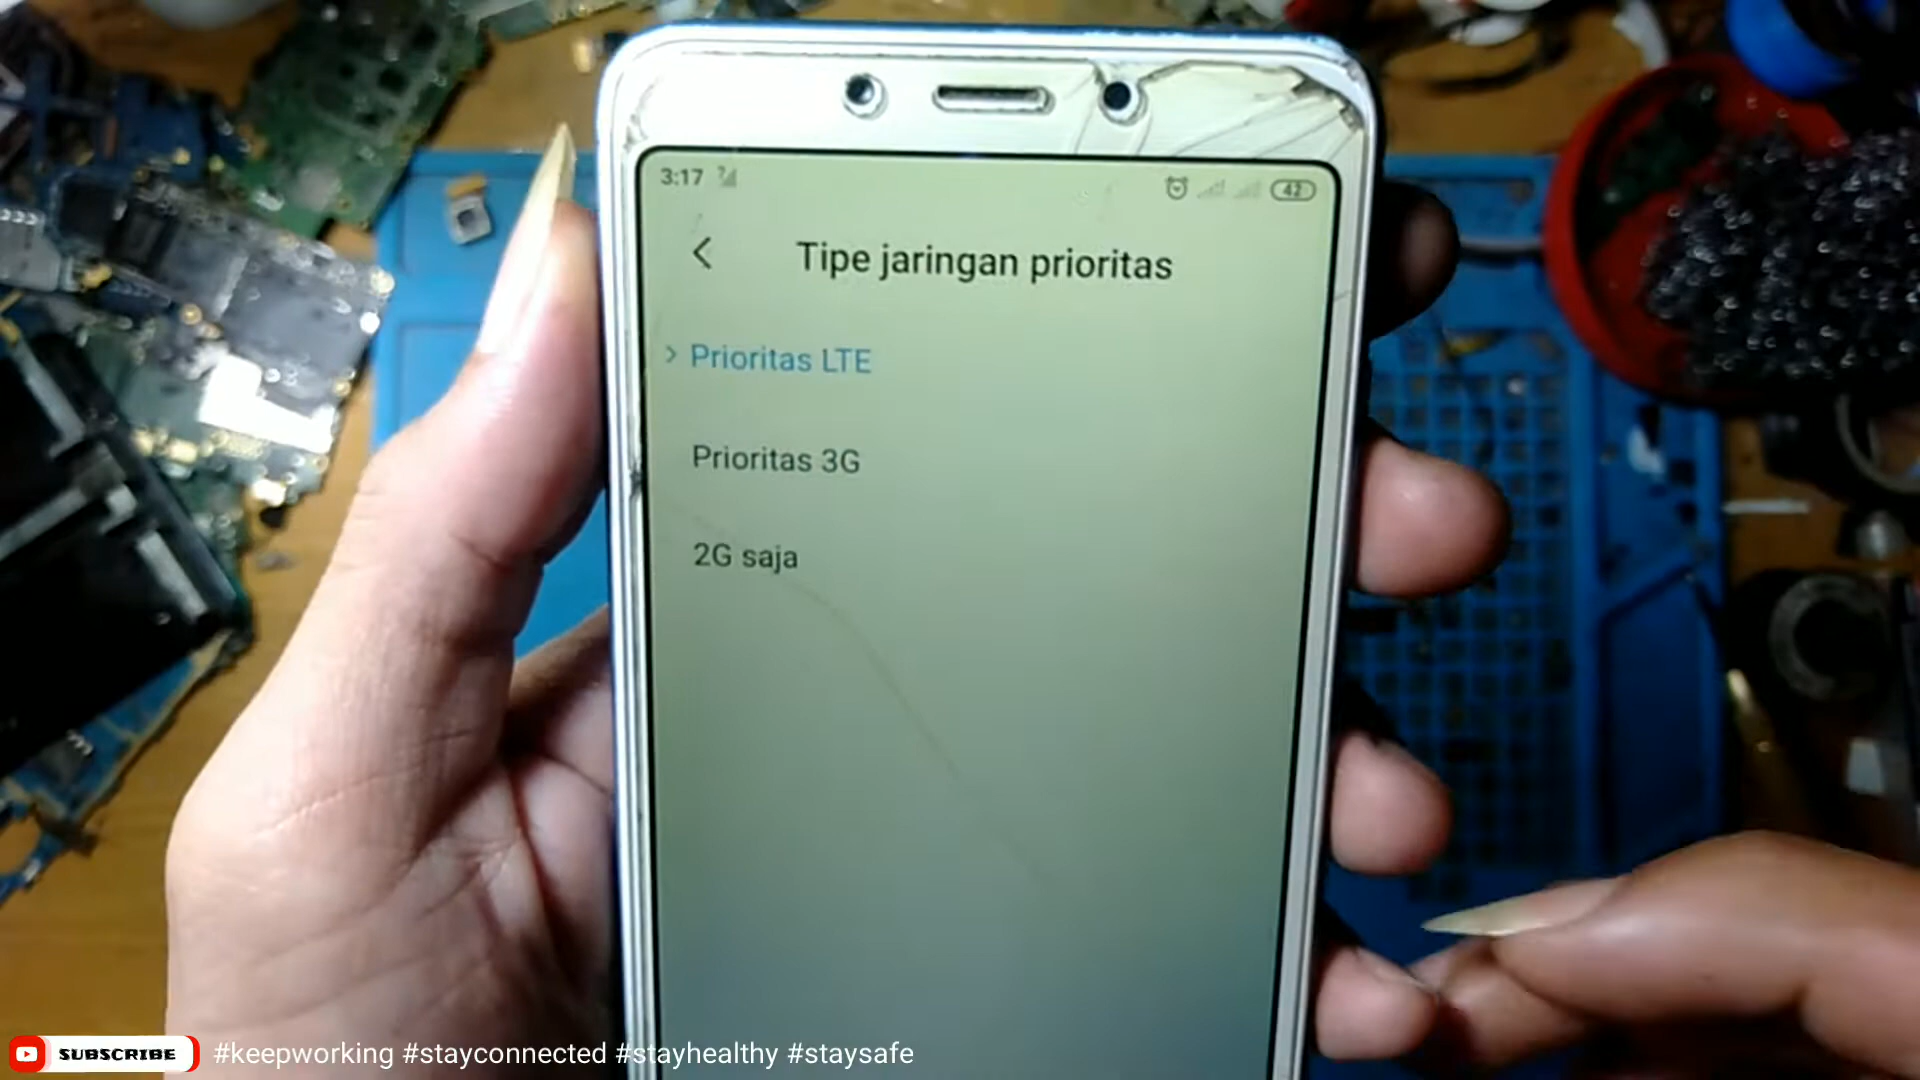 3:17
42
Tipe jaringan prioritas
Prioritas LTE
Prioritas 3G
2G saja
SUBSCRIBE #keepworking #stayconnected #stayhealthy #staysafe